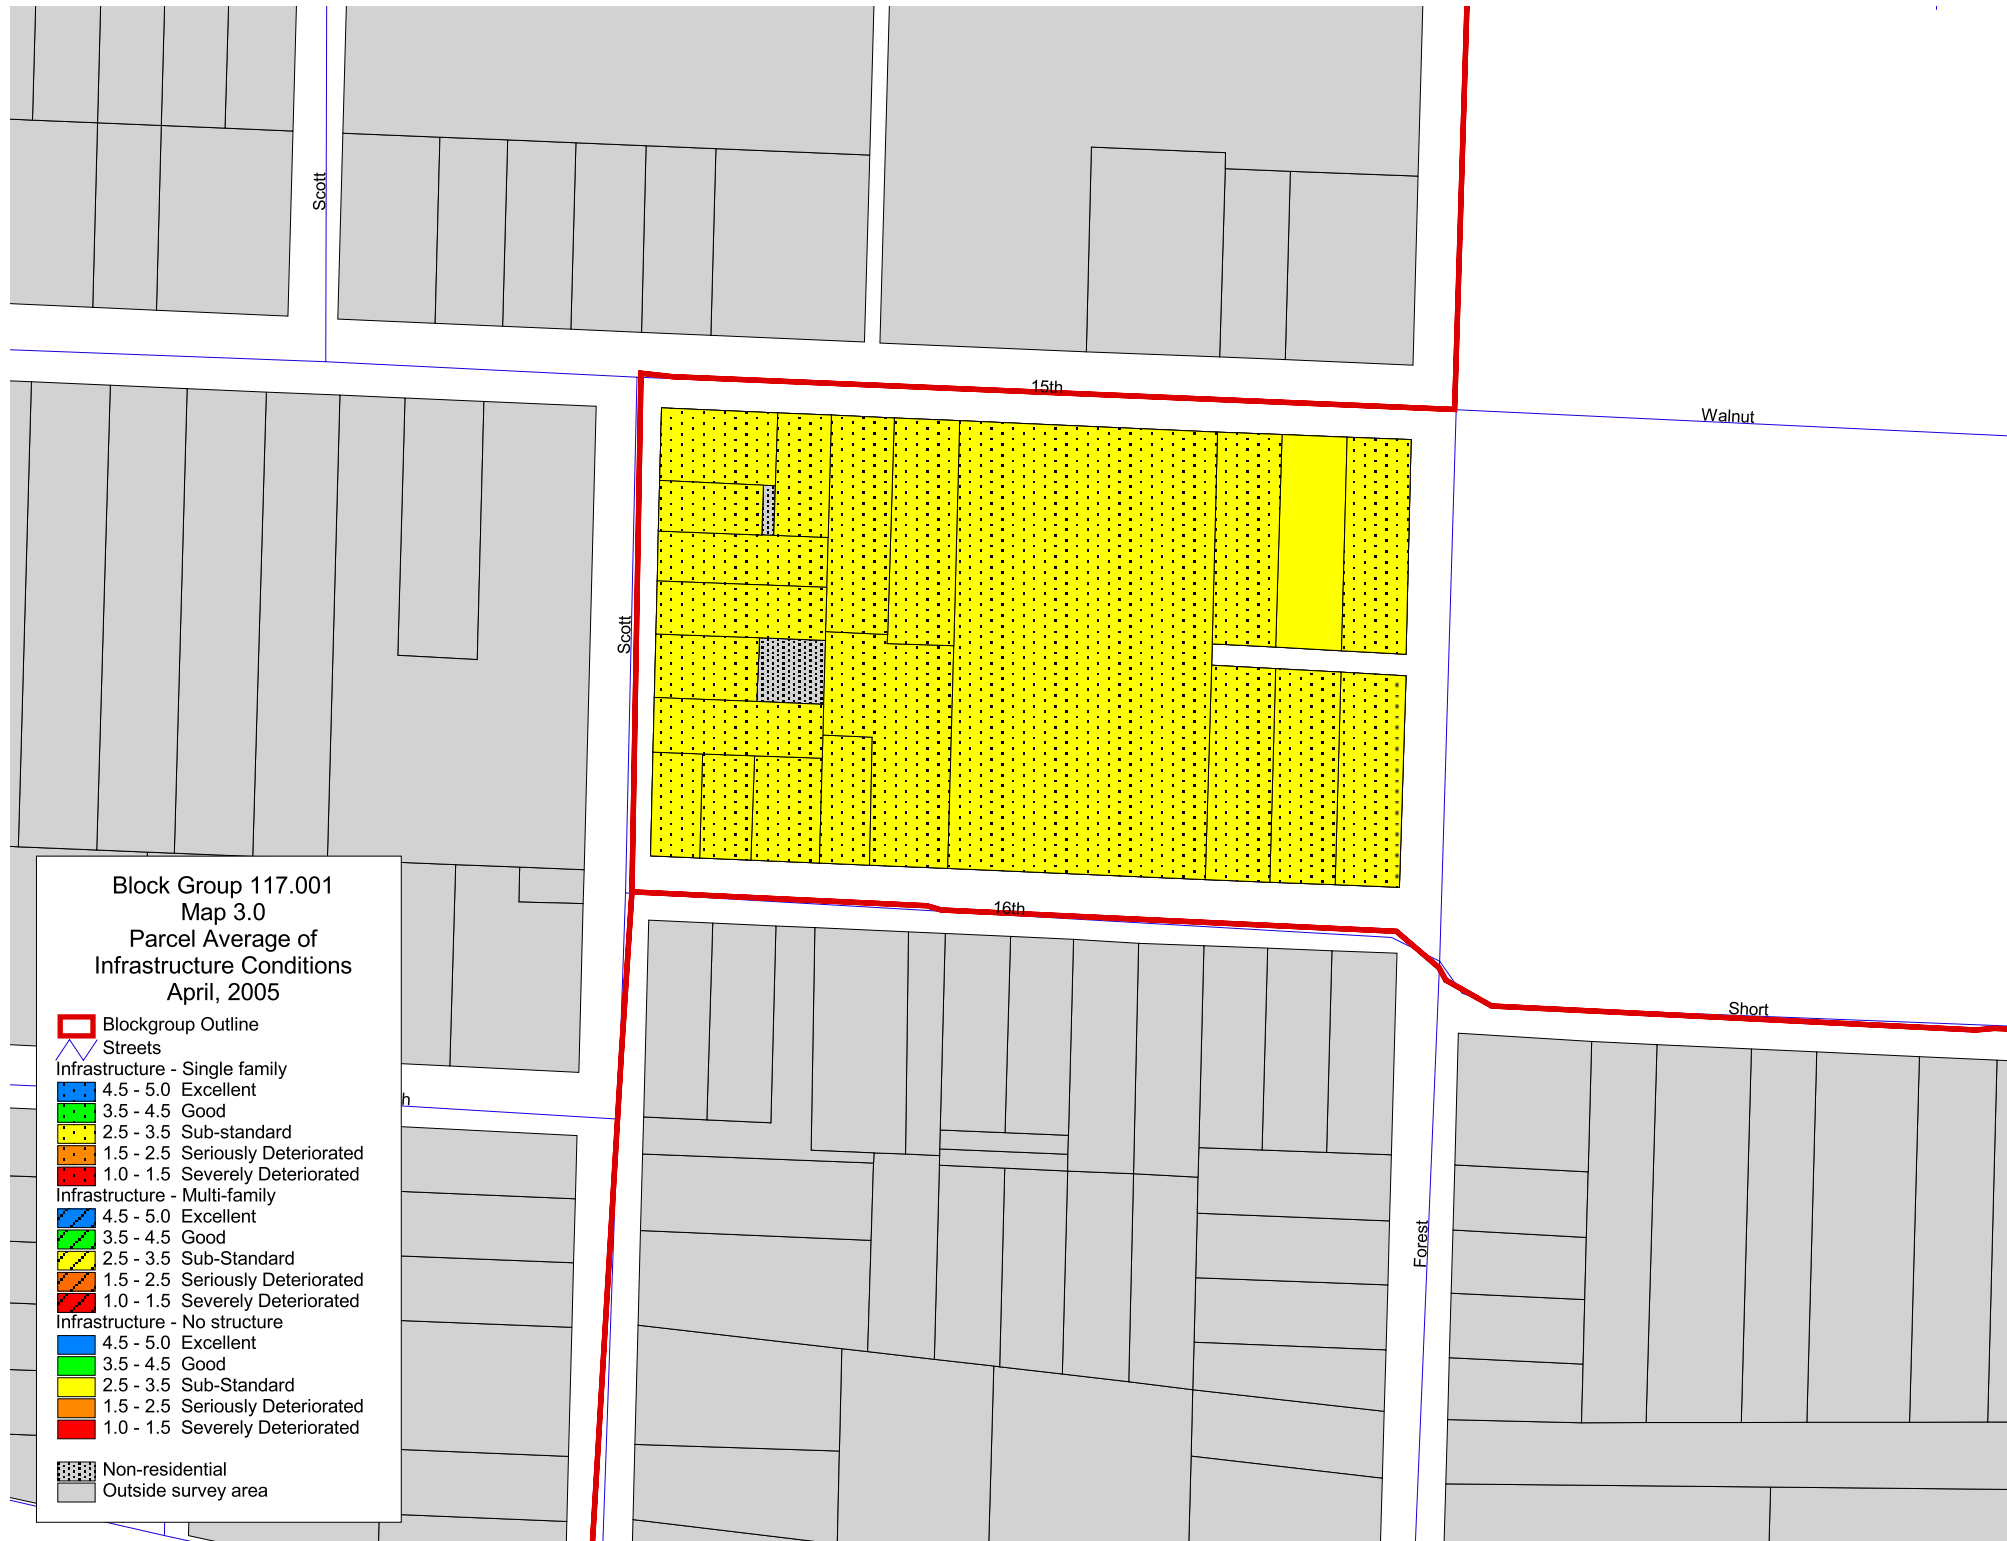 Scott
15th
Walnut
Scott
16th
Short
h
Forest
Block Group 117.001
Map 3.0
Parcel Average of
Infrastructure Conditions
April, 2005
Blockgroup Outline
Streets
Infrastructure - Single family
4.5 - 5.0 Excellent
3.5 - 4.5 Good
2.5 - 3.5 Sub-standard
1.5 - 2.5 Seriously Deteriorated
1.0 - 1.5 Severely Deteriorated
Infrastructure - Multi-family
4.5 - 5.0 Excellent
3.5 - 4.5 Good
2.5 - 3.5 Sub-Standard
1.5 - 2.5 Seriously Deteriorated
1.0 - 1.5 Severely Deteriorated
Infrastructure - No structure
4.5 - 5.0 Excellent
3.5 - 4.5 Good
2.5 - 3.5 Sub-Standard
1.5 - 2.5 Seriously Deteriorated
1.0 - 1.5 Severely Deteriorated
Non-residential
Outside survey area